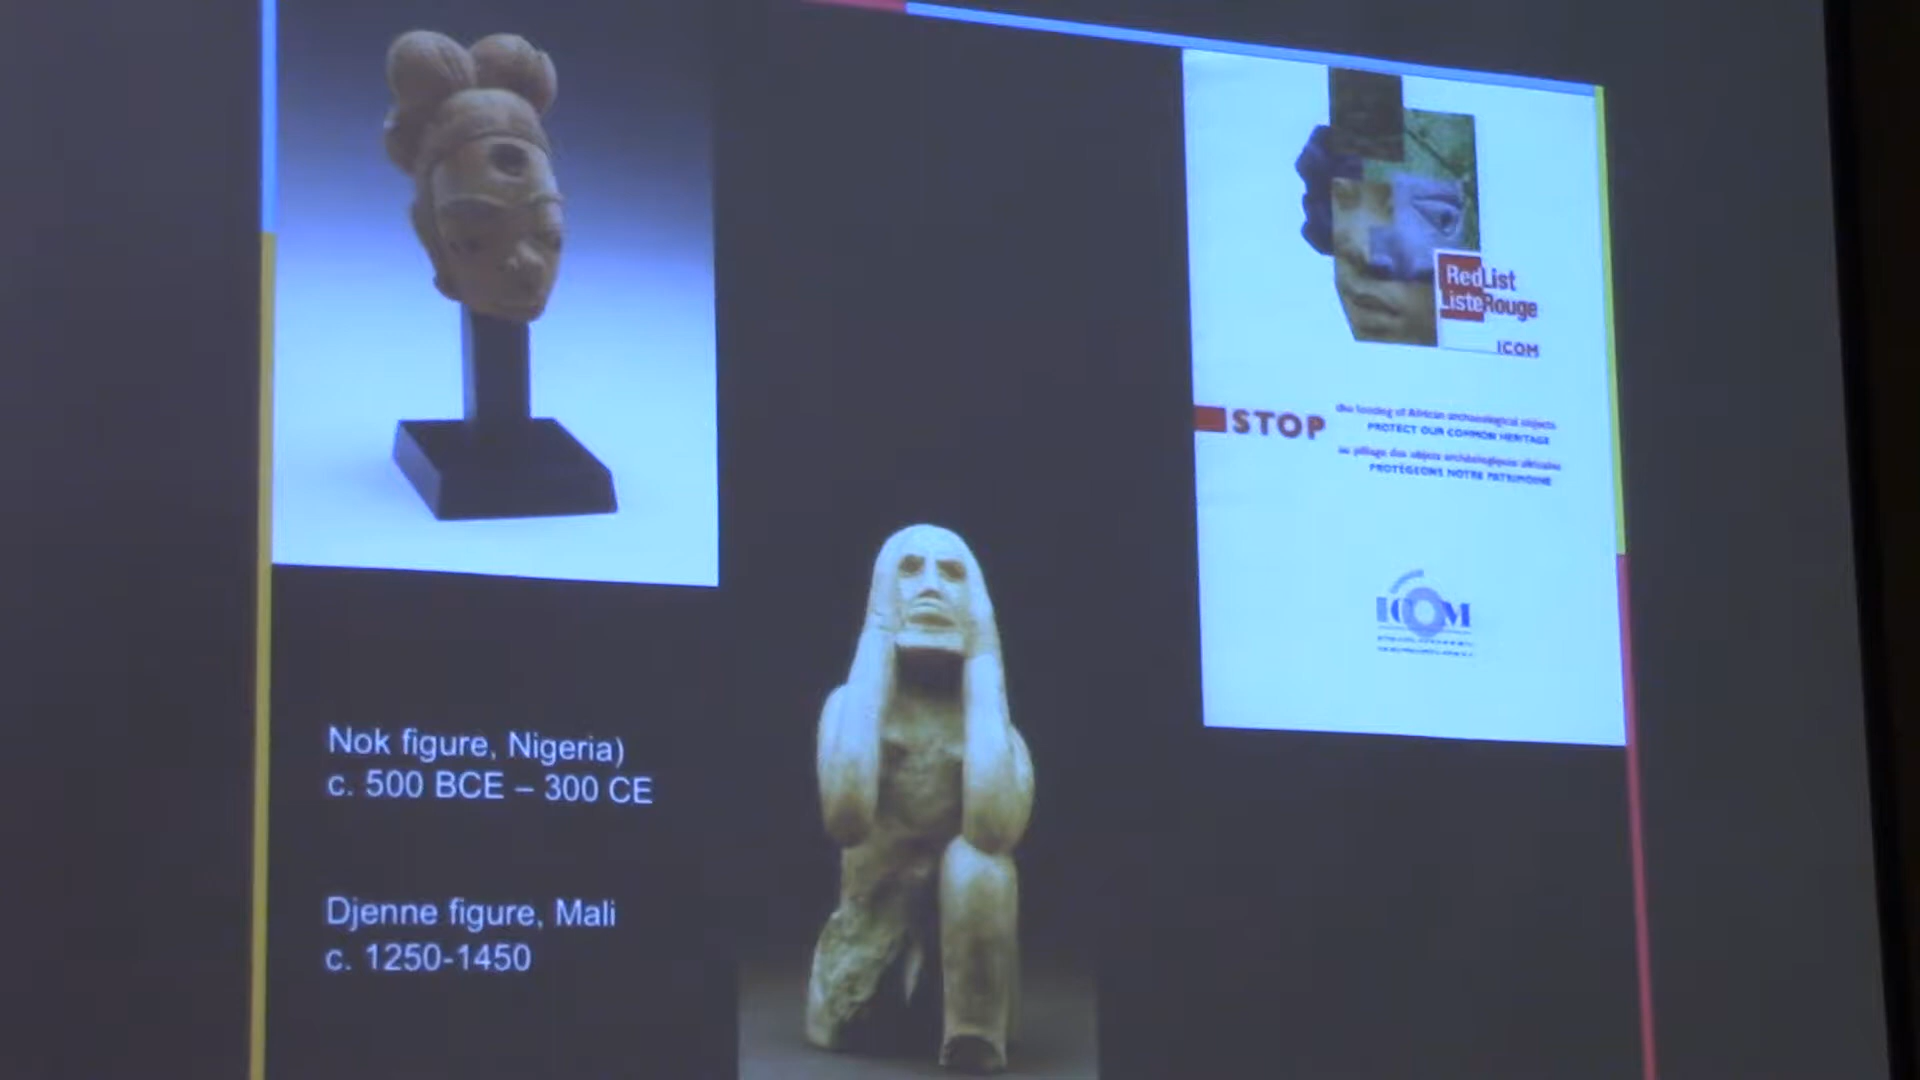 RedList
ListeRouge
ICOM
STOP
the looting of African archaeological objects
PROTECT OUR COMMON HERITAGE
au pillage des objets archéologiques africains
PROTÉGEONS NOTRE PATRIMOINE
ICOM
Nok figure, Nigeria)
c. 500 BCE – 300 CE
Djenne figure, Mali
c. 1250-1450